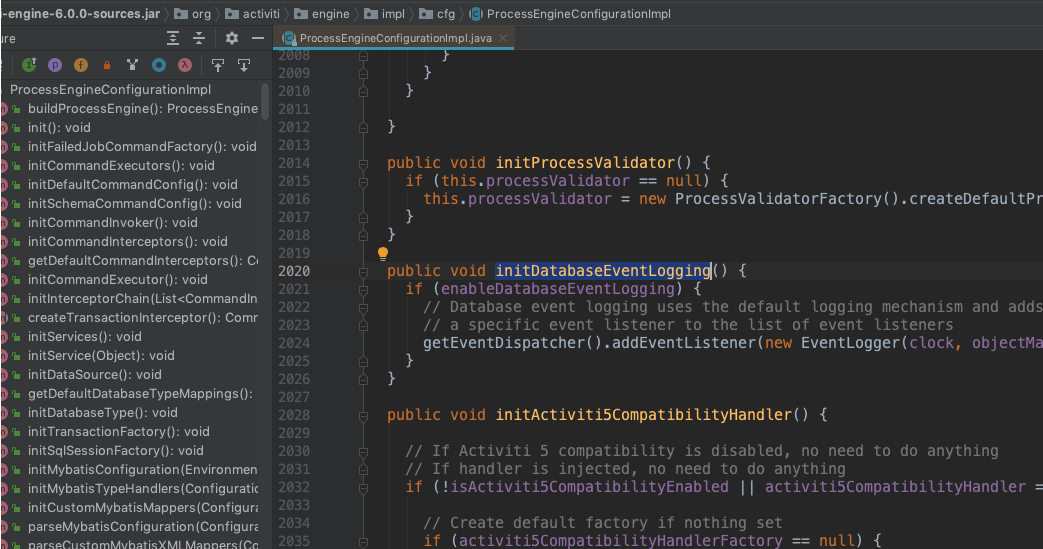 -engine-6.0.0-sources.jar org activiti engine impl cfg ProcessEngineConfigurationImpl
ure
ProcessEngineConfigurationImpl.java
ProcessEngineConfigurationImpl
buildProcessEngine(): ProcessEngine
init(): void
initFailedJobCommandFactory(): void
initCommandExecutors(): void
initDefaultCommandConfig(): void
initSchemaCommandConfig(): void
initCommandInvoker(): void
initCommandInterceptors(): void
getDefaultCommandInterceptors(): Co
initCommandExecutor(): void
initInterceptorChain(List<CommandIn
createTransactionInterceptor(): Comm
initServices(): void
initService(Object): void
initDataSource(): void
getDefaultDatabaseTypeMappings():
initDatabaseType(): void
initTransactionFactory(): void
initSqlSessionFactory(): void
initMybatisConfiguration(Environmen
initMybatisTypeHandlers(Configuratio
initCustomMybatisMappers(Configura
parseMybatisConfiguration(Configura
parseCustomMybatisXMLMappers(Co
2008 }
2009 }
2010 }
2011
2012 }
2013
2014 public void initProcessValidator() {
2015 if (this.processValidator == null) {
2016 this.processValidator = new ProcessValidatorFactory().createDefaultPr
2017 }
2018 }
2019
2020 public void initDatabaseEventLogging() {
2021 if (enableDatabaseEventLogging) {
2022 // Database event logging uses the default logging mechanism and adds
2023 // a specific event listener to the list of event listeners
2024 getEventDispatcher().addEventListener(new EventLogger(clock, objectMa
2025 }
2026 }
2027
2028 public void initActiviti5CompatibilityHandler() {
2029
2030 // If Activiti 5 compatibility is disabled, no need to do anything
2031 // If handler is injected, no need to do anything
2032 if (!isActiviti5CompatibilityEnabled || activiti5CompatibilityHandler =
2033
2034 // Create default factory if nothing set
2035 if (activiti5CompatibilityHandlerFactory == null) {